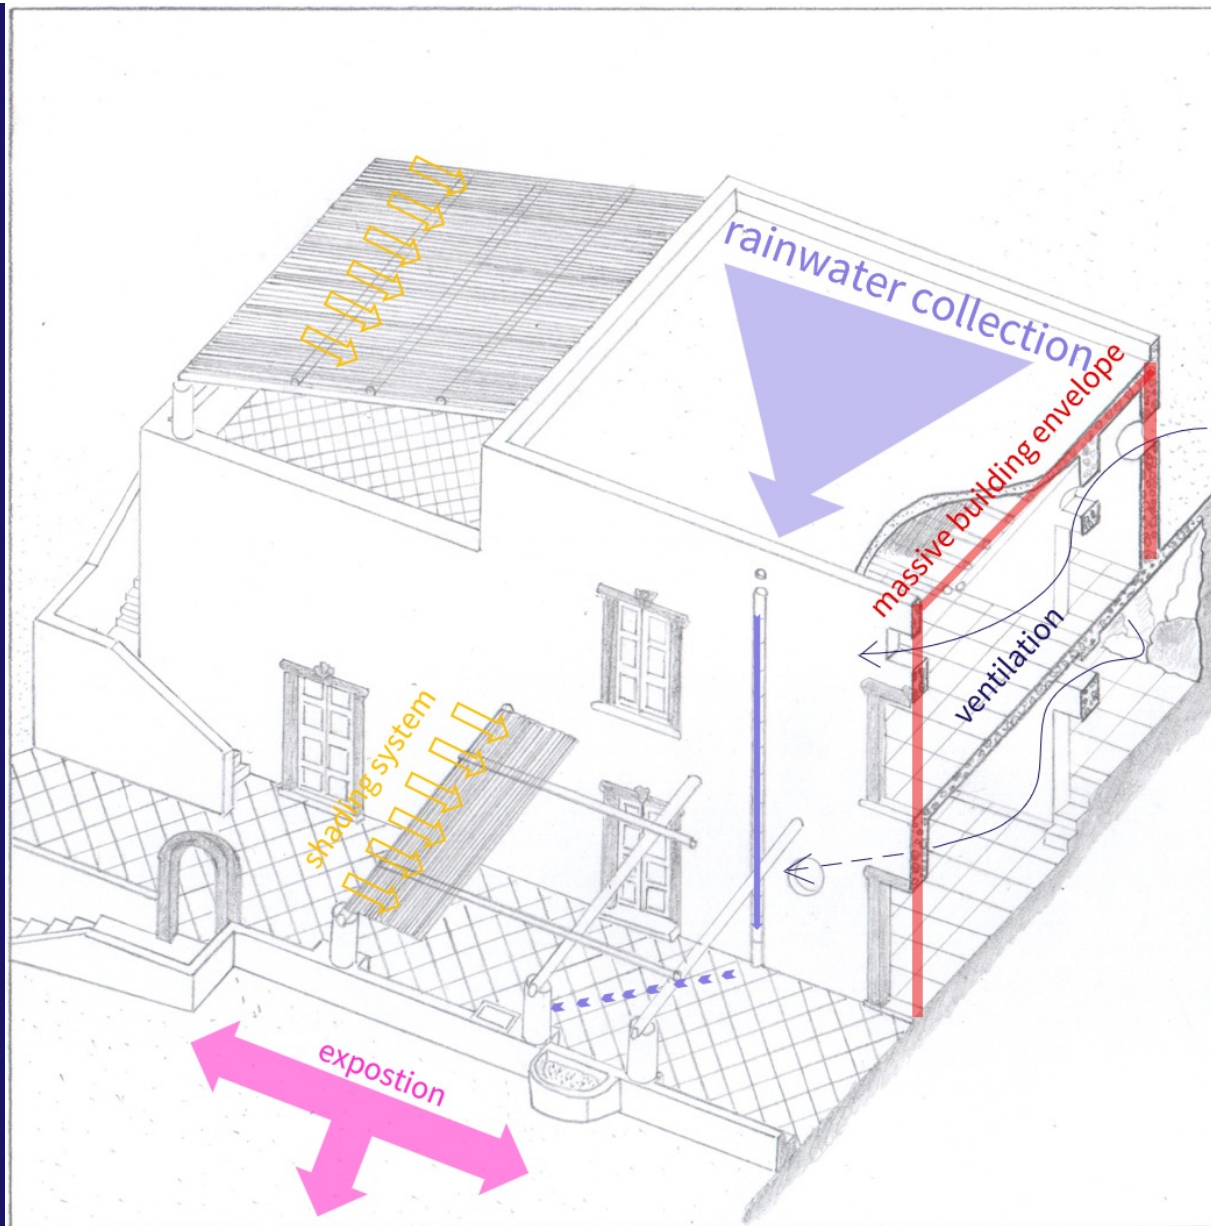 rainwater collection
massive building envelope
ventilation
shading system
expostion